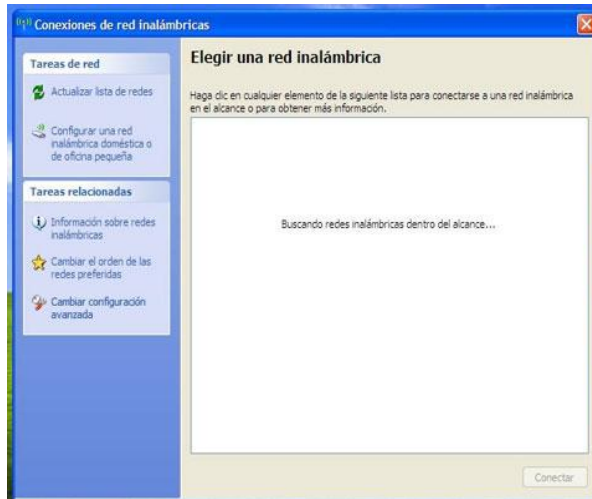 Conexiones de red inalámbricas
Tareas de red
Actualizar lista de redes
Configurar una red
inalámbrica doméstica o
de oficina pequeña
Tareas relacionadas
Información sobre redes
inalámbricas
Cambiar el orden de las
redes preferidas
Cambiar configuración
avanzada
Elegir una red inalámbrica
Haga clic en cualquier elemento de la siguiente lista para conectarse a una red inalámbrica
en el alcance o para obtener más información.
Buscando redes inalámbricas dentro del alcance...
Conectar